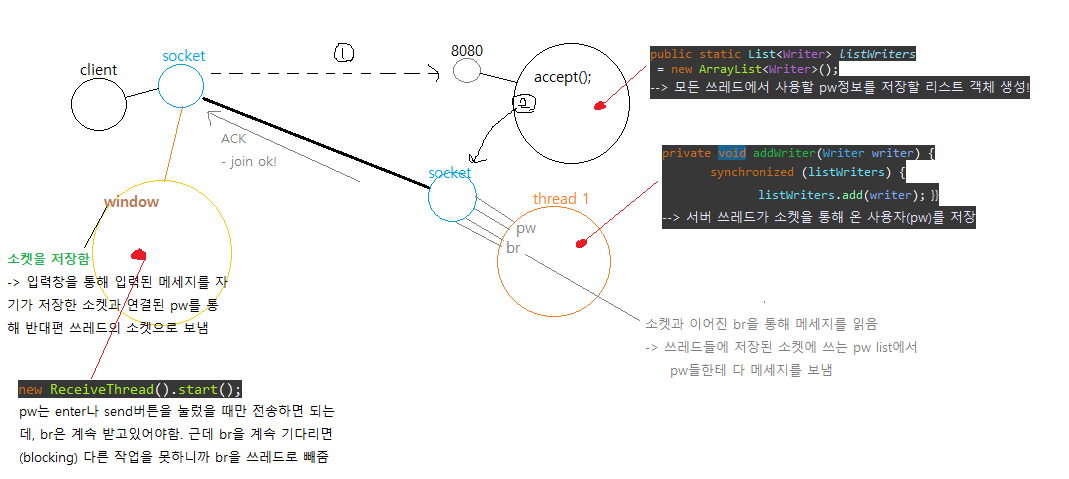 client
socket
①
8080
accept();
②
public static List<Writer> listWriters
= new ArrayList<Writer>();
--> 모든 쓰레드에서 사용할 pw정보를 저장할 리스트 객체 생성!
ACK
- join ok!
socket
private void addWriter(Writer writer) {
synchronized (listWriters) {
listWriters.add(writer); }}
--> 서버 쓰레드가 소켓을 통해 온 사용자(pw)를 저장
thread 1
pw
br
window
소켓을 저장함
-> 입력창을 통해 입력된 메세지를 자
기가 저장한 소켓과 연결된 pw를 통
해 반대편 쓰레드의 소켓으로 보냄
소켓과 이어진 br을 통해 메세지를 읽음
-> 쓰레드들에 저장된 소켓에 쓰는 pw list에서
pw들한테 다 메세지를 보냄
new ReceiveThread().start();
pw는 enter나 send버튼을 눌렀을 때만 전송하면 되는
데, br은 계속 받고있어야함. 근데 br을 계속 기다리면
(blocking) 다른 작업을 못하니까 br을 쓰레드로 빼줌